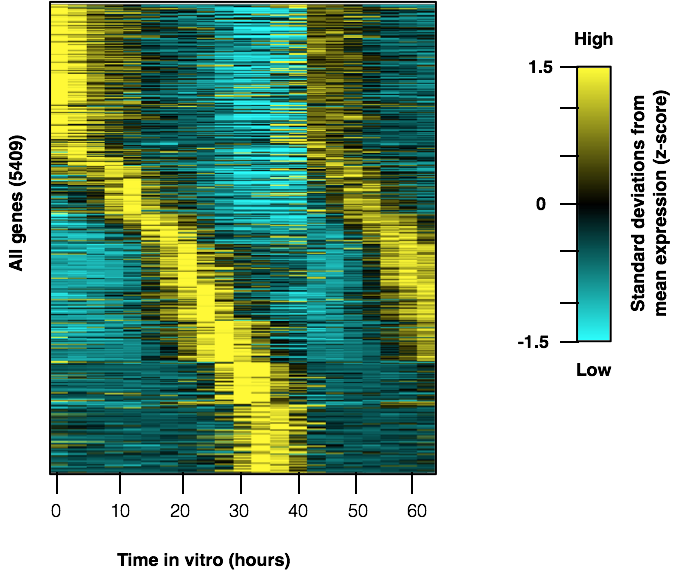 All genes (5409)
0 10 20 30 40 50 60
Time in vitro (hours)
High
1.5
0
-1.5
Low
Standard deviations from
mean expression (z-score)